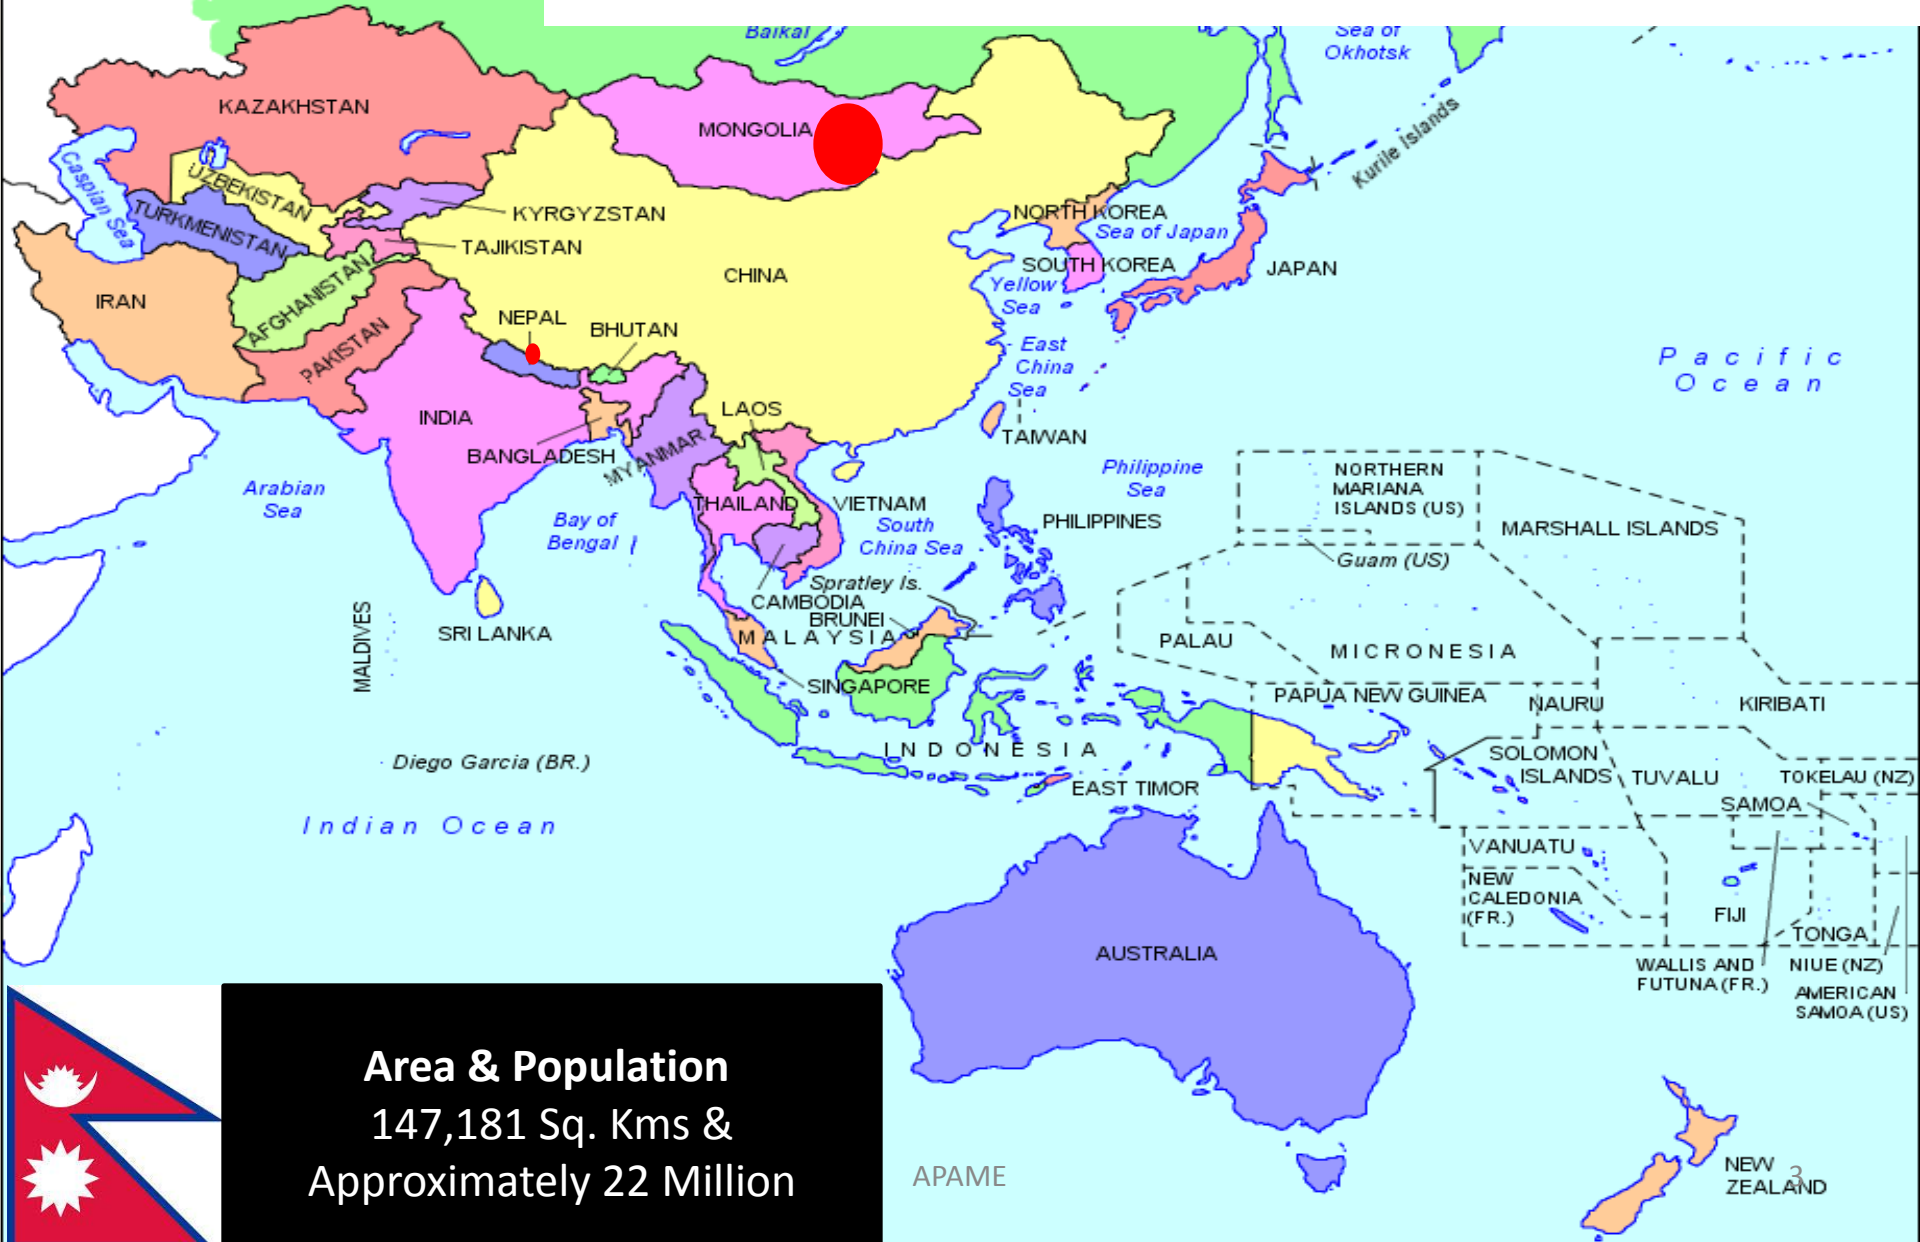 Baikal
Sea of
Okhotsk
KAZAKHSTAN
MONGOLIA
Kurile Islands
Caspian Sea
UZBEKISTAN
TURKMENISTAN
KYRGYZSTAN
TAJIKISTAN
NORTH KOREA
Sea of Japan
SOUTH KOREA
JAPAN
CHINA
Yellow
Sea
IRAN
AFGHANISTAN
PAKISTAN
NEPAL
BHUTAN
East
China
Sea
Pacific
Ocean
INDIA
LAOS
TAIWAN
BANGLADESH
MYANMAR
Arabian
Sea
Philippine
Sea
NORTHERN
MARIANA
ISLANDS (US)
MARSHALL ISLANDS
THAILAND
VIETNAM
Bay of
Bengal
South
China Sea
PHILIPPINES
Guam (US)
Spratley Is.
CAMBODIA
BRUNEI
MALAYSIA
MALDIVES
SRI LANKA
PALAU
MICRONESIA
SINGAPORE
PAPUA NEW GUINEA
NAURU
KIRIBATI
INDONESIA
Diego Garcia (BR.)
SOLOMON
ISLANDS
TUVALU
TOKELAU (NZ)
EAST TIMOR
SAMOA
Indian Ocean
VANUATU
NEW
CALEDONIA
(FR.)
FIJI
TONGA
AUSTRALIA
WALLIS AND
FUTUNA (FR.)
NIUE (NZ)
AMERICAN
SAMOA (US)
Area & Population
147,181 Sq. Kms &
Approximately 22 Million
APAME
NEW
ZEALAND
3